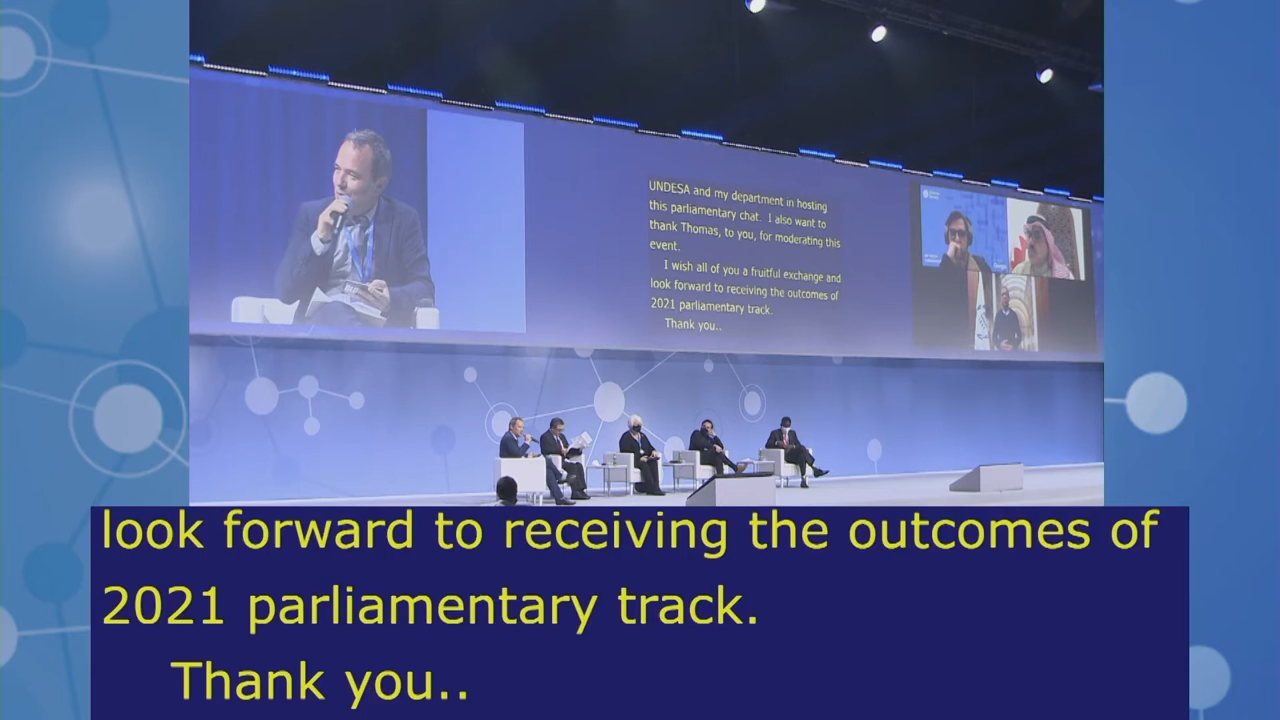 UNDESA and my department in hosting
this parliamentary chat. I also want to
thank Thomas, to you, for moderating this
event.
I wish all of you a fruitful exchange and
look forward to receiving the outcomes of
2021 parliamentary track.
Thank you..
look forward to receiving the outcomes of
2021 parliamentary track.
Thank you..